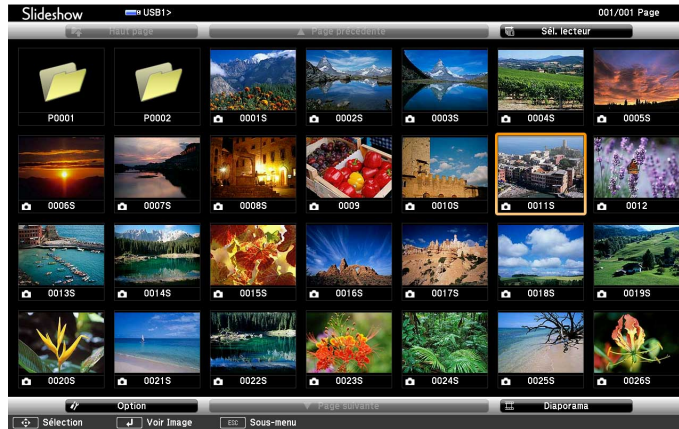 Slideshow USB1> 001/001 Page
Haut page Page précédente Sél. lecteur
P0001 P0002 0001S 0002S 0003S 0004S 0005S
0006S 0007S 0008S 0009 0010S 0011S 0012
0013S 0014S 0015S 0016S 0017S 0018S 0019S
0020S 0021S 0022S 0023S 0024S 0025S 0026S
Option Page suivante Diaporama
Sélection Voir Image ESC Sous-menu